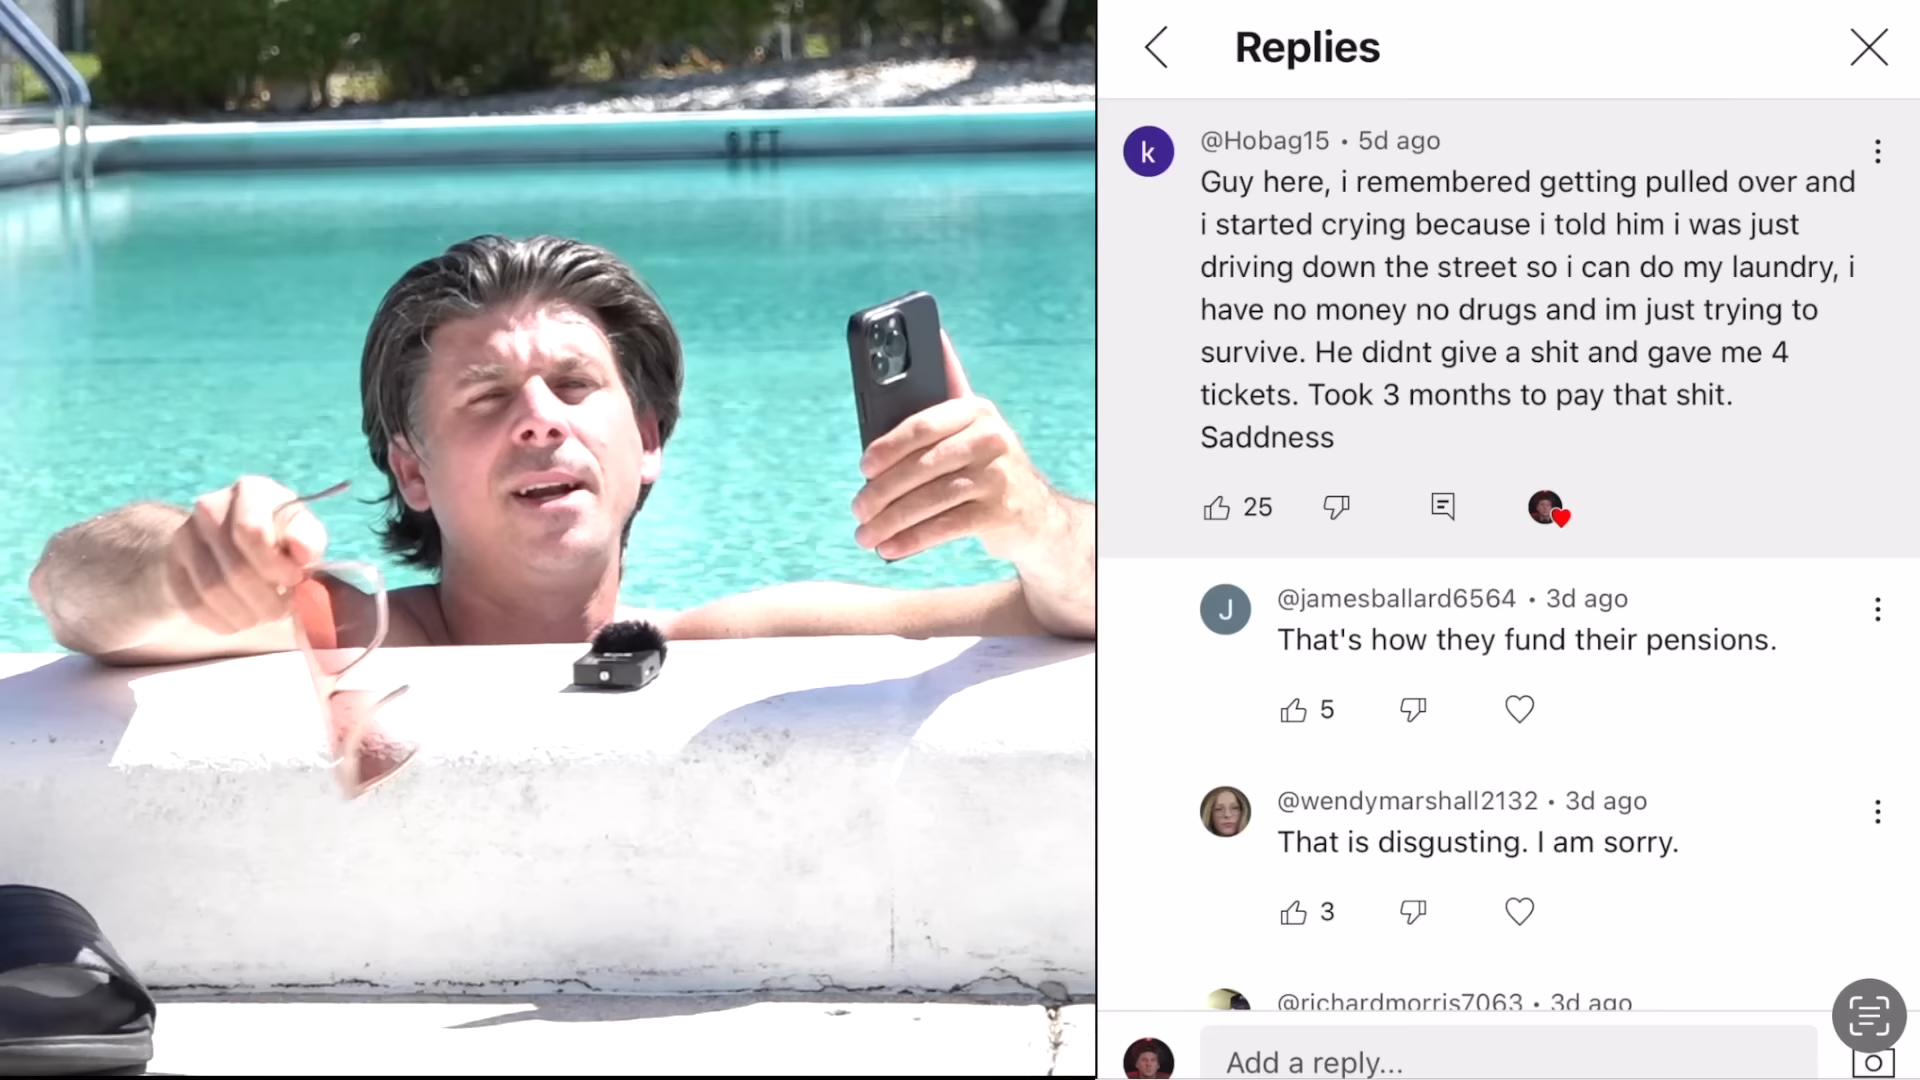 6 FT
Replies
k
@Hobag15 • 5d ago
Guy here, i remembered getting pulled over and
i started crying because i told him i was just
driving down the street so i can do my laundry, i
have no money no drugs and im just trying to
survive. He didnt give a shit and gave me 4
tickets. Took 3 months to pay that shit.
Saddness
25
J
@jamesballard6564 • 3d ago
That's how they fund their pensions.
5
@wendymarshall2132 • 3d ago
That is disgusting. I am sorry.
3
@richardmorris7063 • 3d ago
Add a reply...